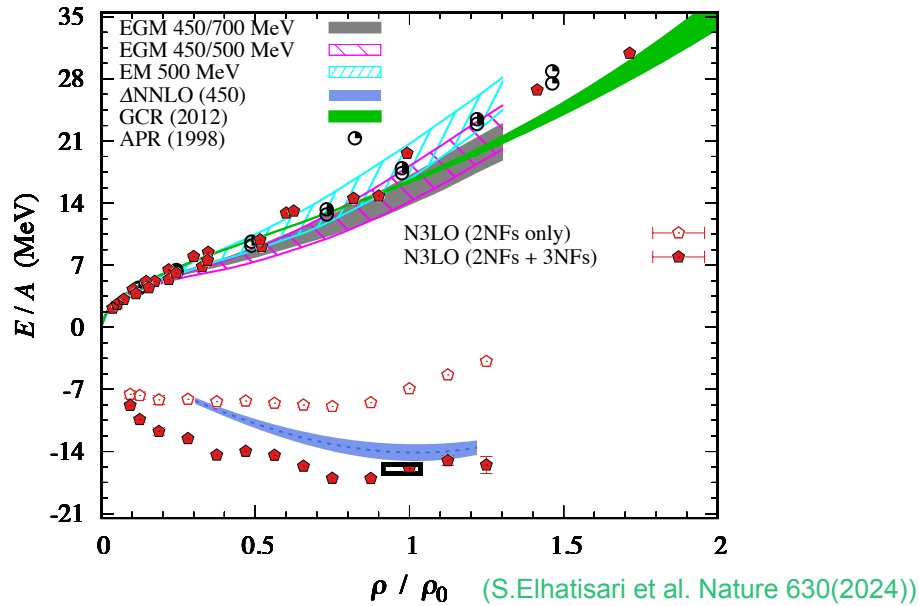 35
28
21
14
7
0
-7
-14
-21
E / A (MeV)
EGM 450/700 MeV
EGM 450/500 MeV
EM 500 MeV
ΔNNLO (450)
GCR (2012)
APR (1998)
N3LO (2NFs only)
N3LO (2NFs + 3NFs)
0 0.5 1 1.5 2
ρ / ρ₀
(S.Elhatisari et al. Nature 630(2024))